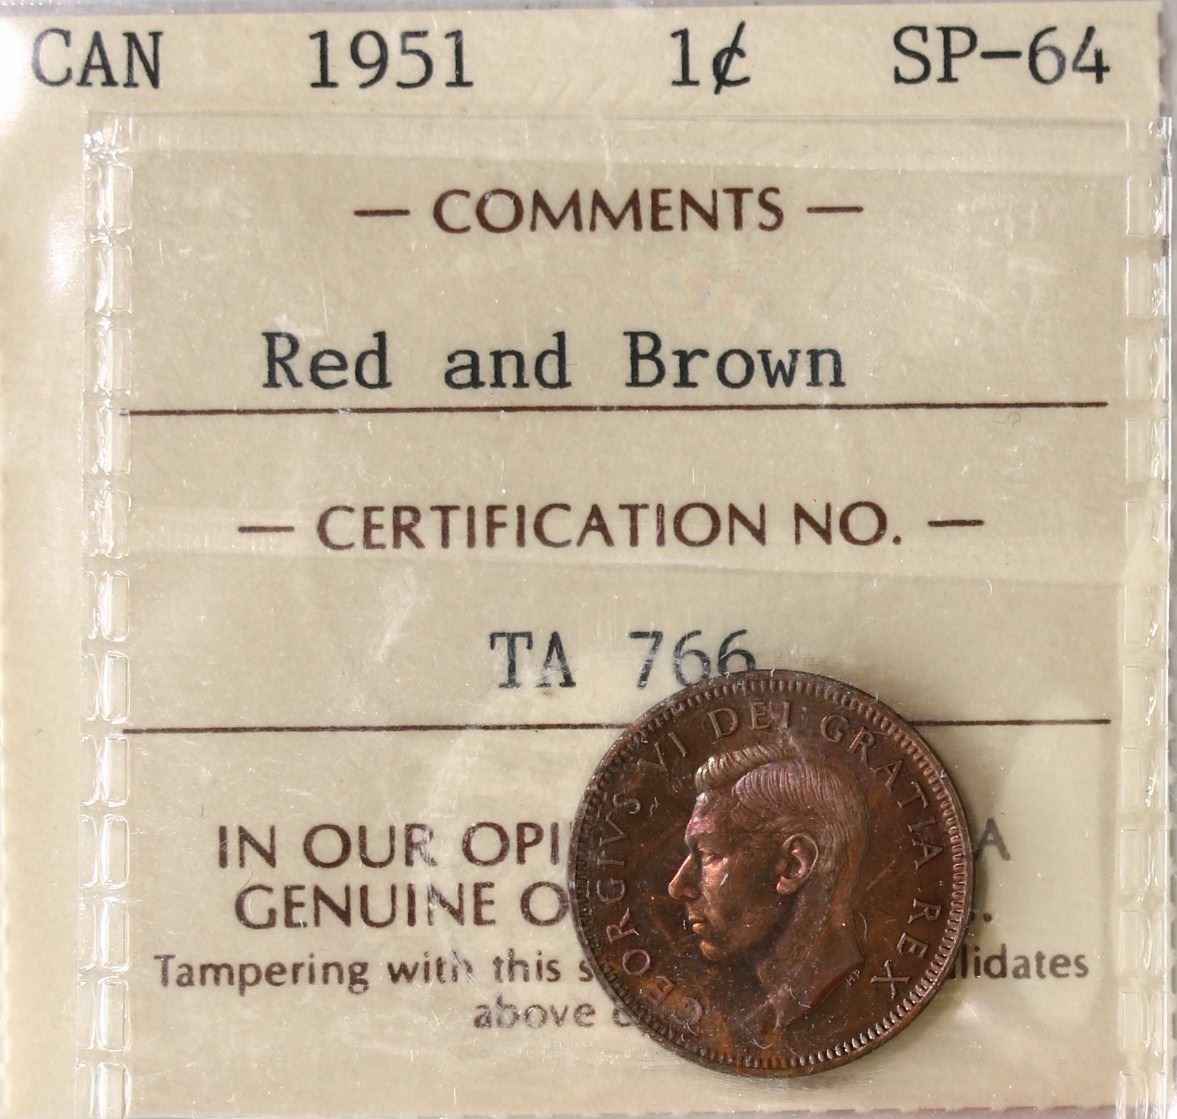 CAN 1951 1¢ SP-64
— COMMENTS —
Red and Brown
— CERTIFICATION NO. —
TA 766
GEORGIVS VI DEI GRATIA REX
IN OUR OPI A
GENUINE O .
Tampering with this s lidates
above